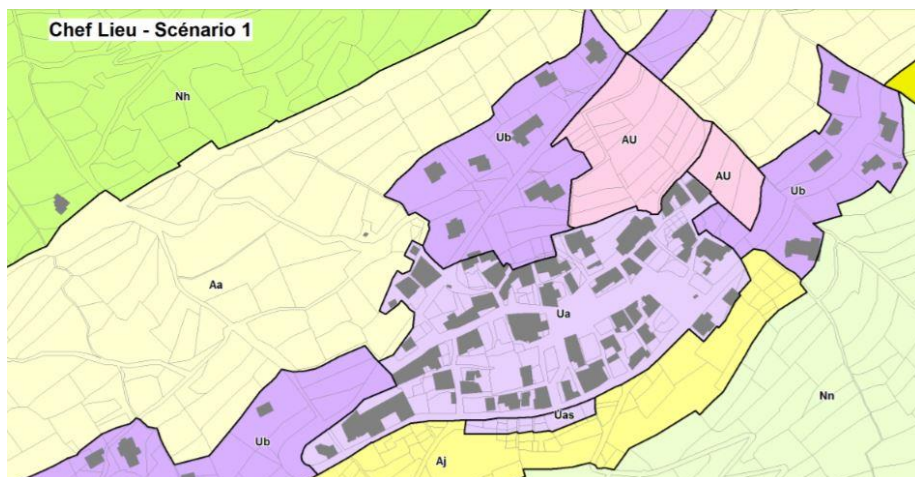 Chef Lieu - Scénario 1
Nh
Ub
AU
AU
Ub
Aa
Ua
Nn
Uas
Ub
Aj